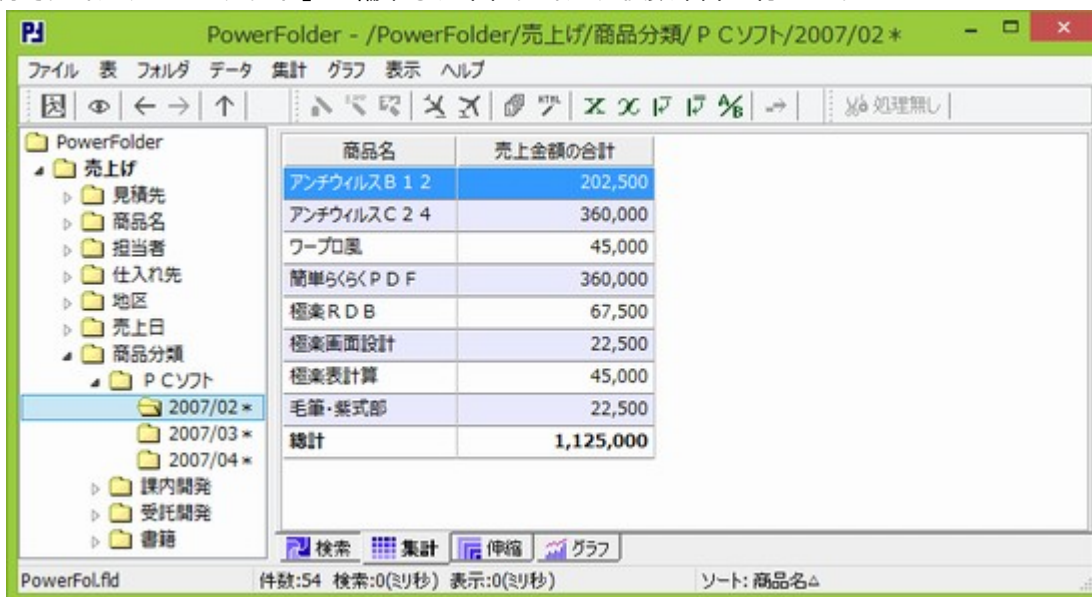 PowerFolder - /PowerFolder/売上げ/商品分類/ＰＣソフト/2007/02＊
ファイル 表 フォルダ データ 集計 グラフ 表示 ヘルプ
HTML A/B 処理無し
PowerFolder
売上げ
見積先
商品名
担当者
仕入れ先
地区
売上日
商品分類
ＰＣソフト
2007/02＊
2007/03＊
2007/04＊
課内開発
受託開発
書籍
商品名 売上金額の合計
アンチウィルスＢ１２ 202,500
アンチウィルスＣ２４ 360,000
ワープロ風 45,000
簡単らくらくＰＤＦ 360,000
極楽ＲＤＢ 67,500
極楽画面設計 22,500
極楽表計算 45,000
毛筆・紫式部 22,500
総計 1,125,000
検索 集計 伸縮 グラフ
PowerFol.fld 件数:54 検索:0(ミリ秒) 表示:0(ミリ秒) ソート: 商品名△